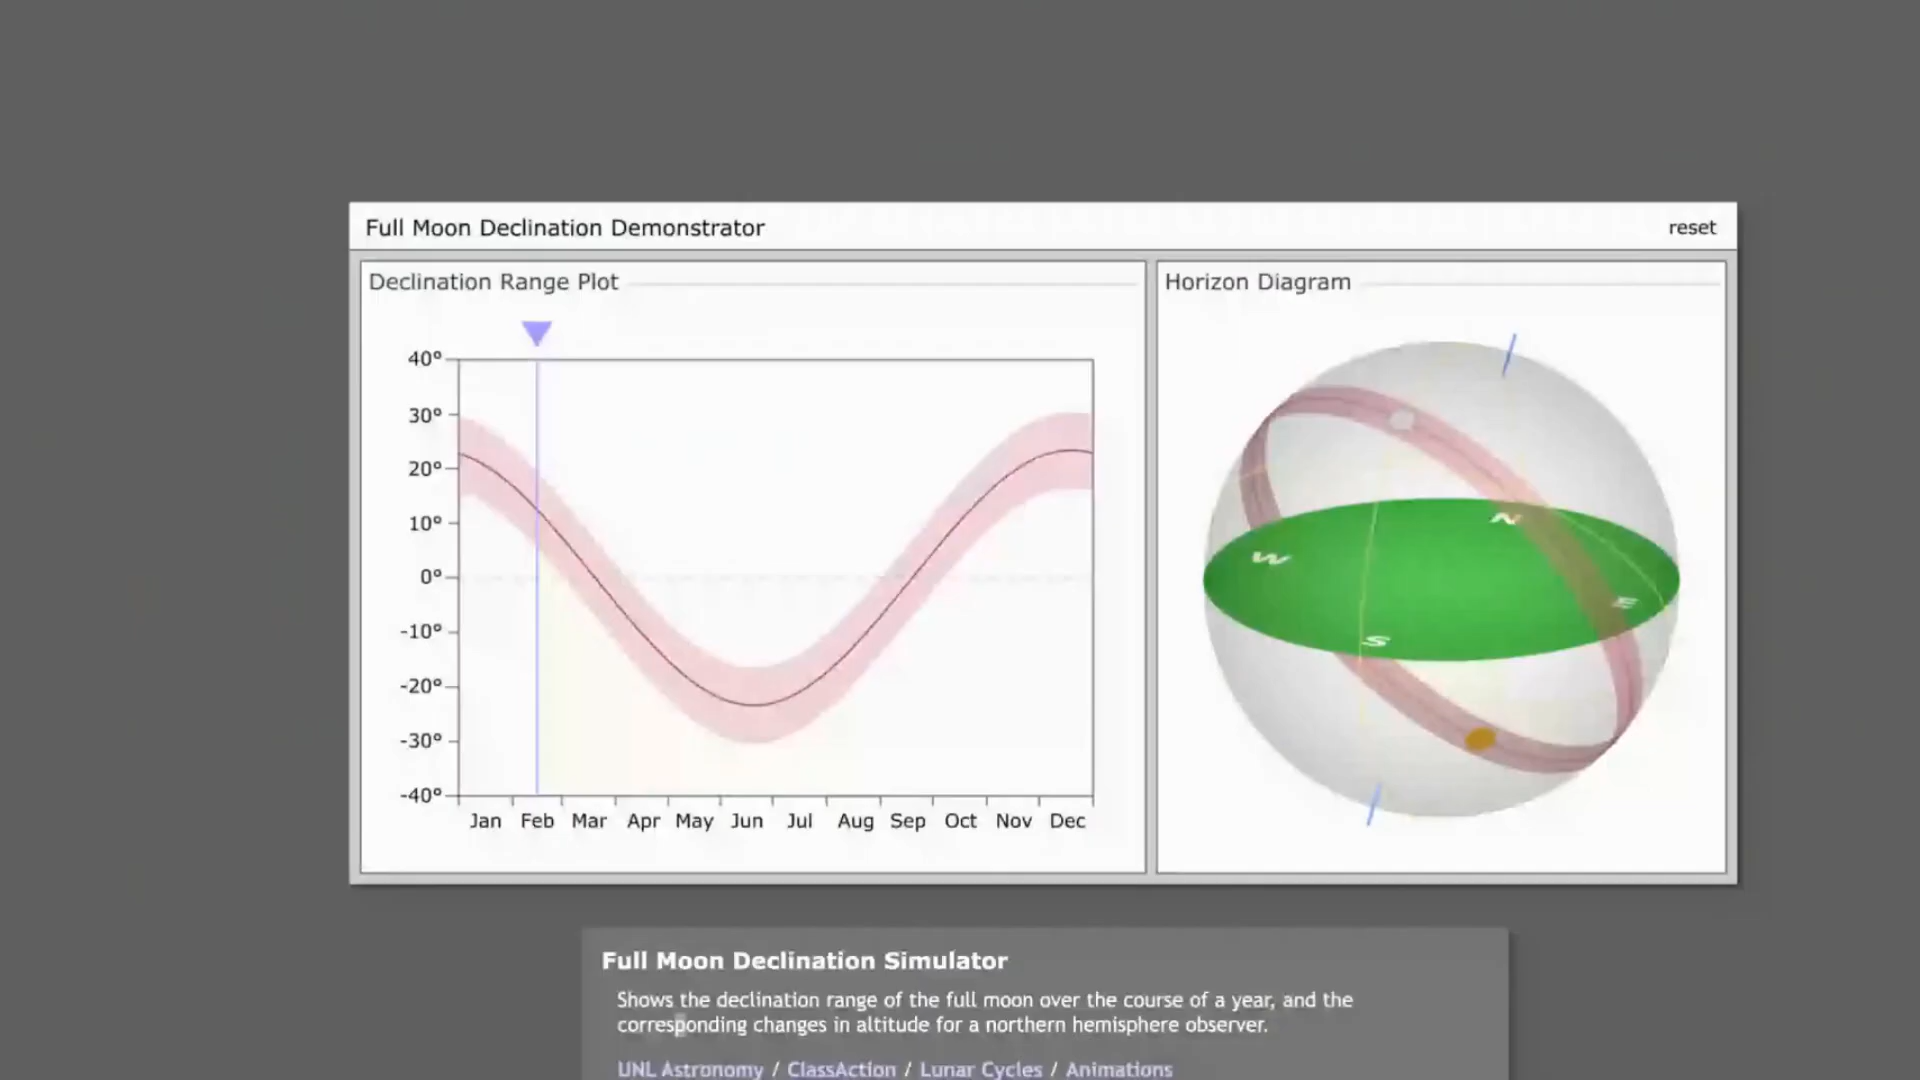 Full Moon Declination Demonstrator
reset
Declination Range Plot
40°
30°
20°
10°
0°
-10°
-20°
-30°
-40°
Jan Feb Mar Apr May Jun Jul Aug Sep Oct Nov Dec
Horizon Diagram
N
W
E
S
Full Moon Declination Simulator
Shows the declination range of the full moon over the course of a year, and the
corresponding changes in altitude for a northern hemisphere observer.
UNL Astronomy / ClassAction / Lunar Cycles / Animations